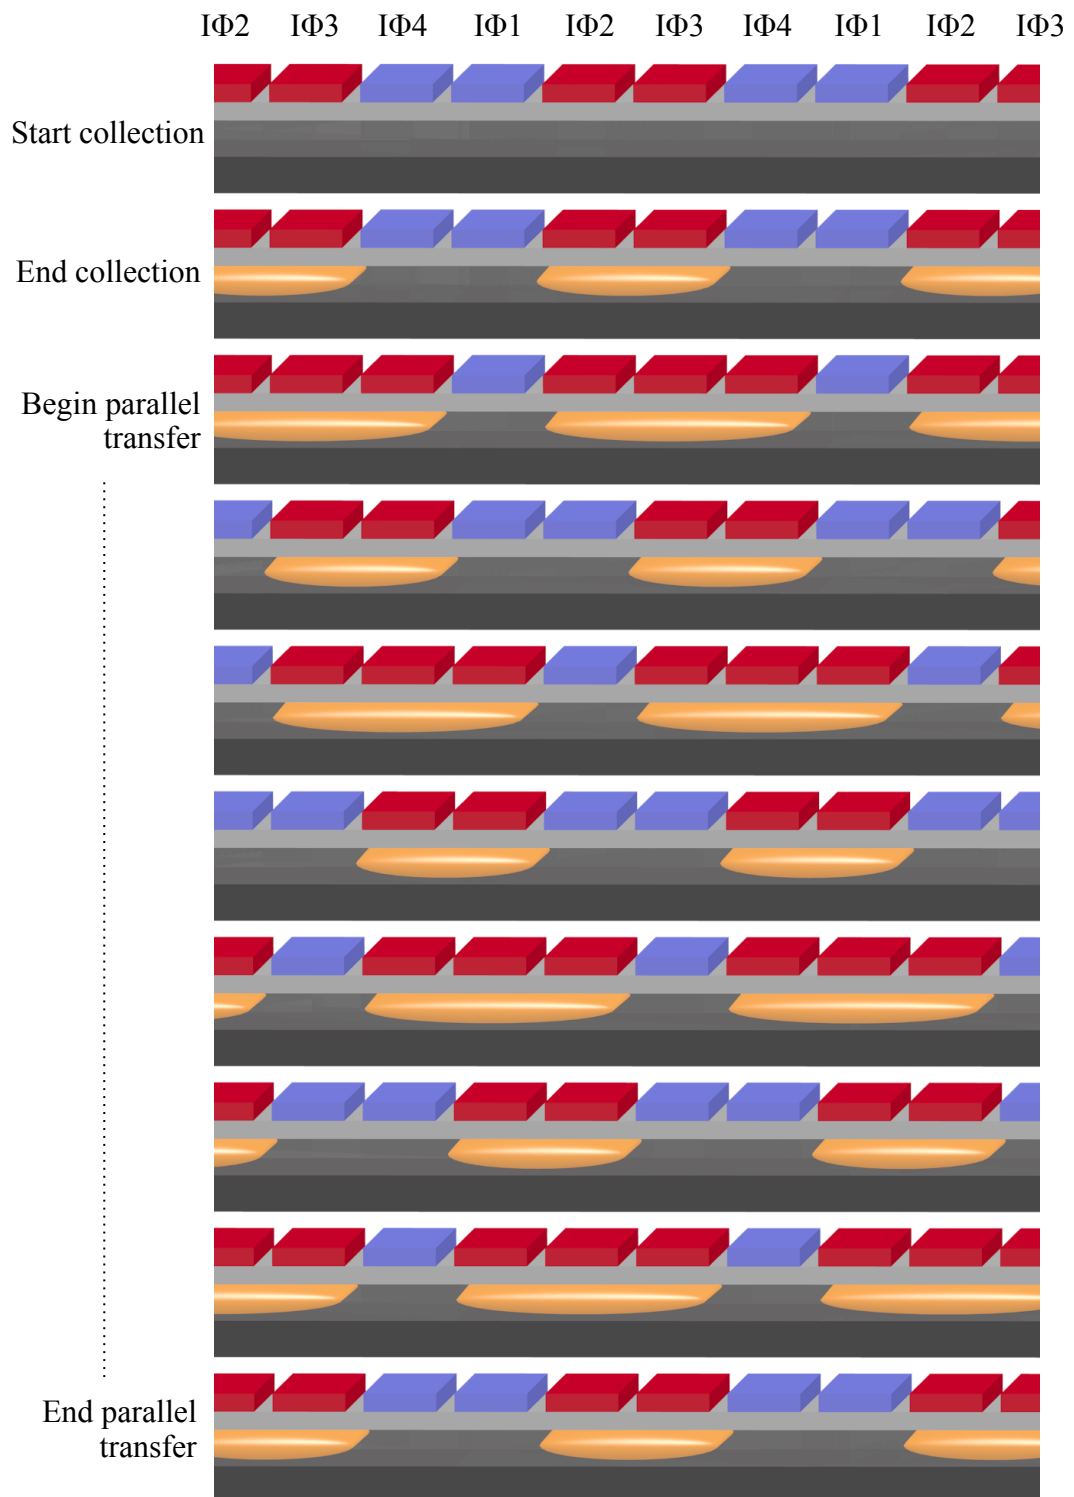 IΦ2 IΦ3 IΦ4 IΦ1 IΦ2 IΦ3 IΦ4 IΦ1 IΦ2 IΦ3
Start collection
End collection
Begin parallel
transfer
End parallel
transfer